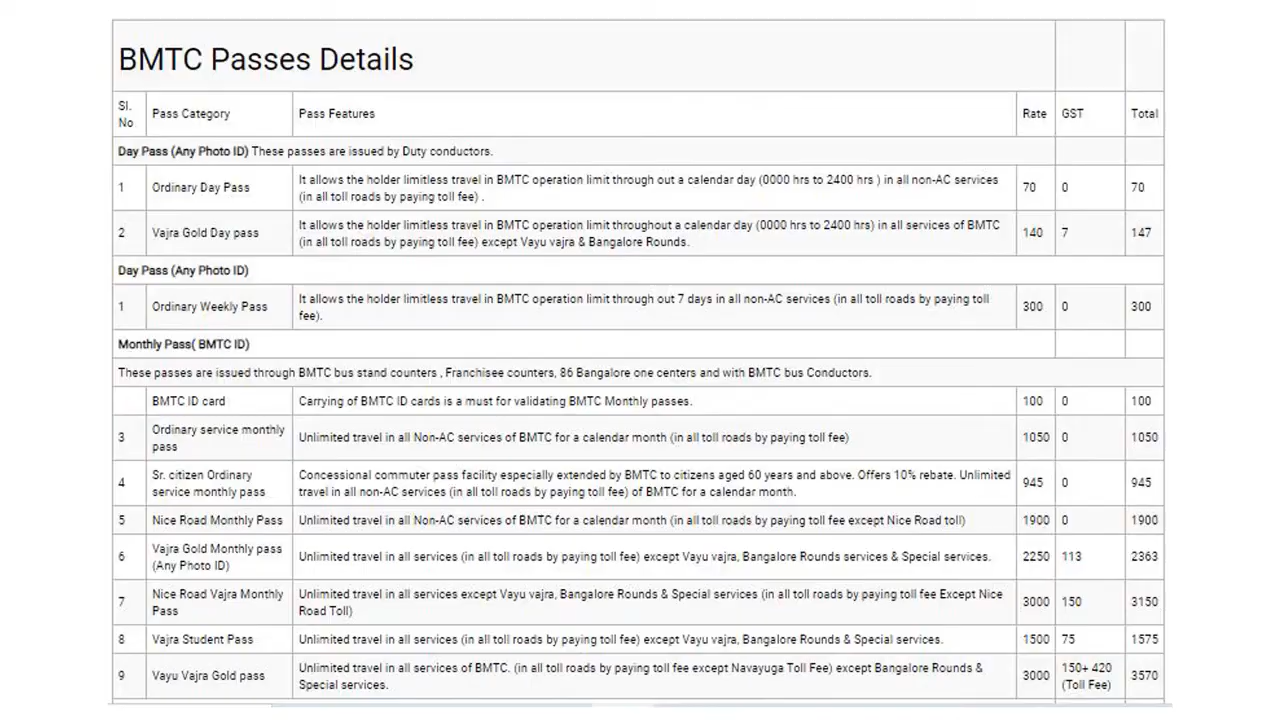 BMTC Passes Details
Sl. No Pass Category Pass Features Rate GST Total
Day Pass (Any Photo ID) These passes are issued by Duty conductors.
1 Ordinary Day Pass It allows the holder limitless travel in BMTC operation limit through out a calendar day (0000 hrs to 2400 hrs ) in all non-AC services
(in all toll roads by paying toll fee) . 70 0 70
2 Vajra Gold Day pass It allows the holder limitless travel in BMTC operation limit throughout a calendar day (0000 hrs to 2400 hrs) in all services of BMTC
(in all toll roads by paying toll fee) except Vayu vajra & Bangalore Rounds. 140 7 147
Day Pass (Any Photo ID)
1 Ordinary Weekly Pass It allows the holder limitless travel in BMTC operation limit through out 7 days in all non-AC services (in all toll roads by paying toll
fee). 300 0 300
Monthly Pass( BMTC ID)
These passes are issued through BMTC bus stand counters , Franchisee counters, 86 Bangalore one centers and with BMTC bus Conductors.
BMTC ID card Carrying of BMTC ID cards is a must for validating BMTC Monthly passes. 100 0 100
3 Ordinary service monthly
pass Unlimited travel in all Non-AC services of BMTC for a calendar month (in all toll roads by paying toll fee) 1050 0 1050
4 Sr. citizen Ordinary
service monthly pass Concessional commuter pass facility especially extended by BMTC to citizens aged 60 years and above. Offers 10% rebate. Unlimited
travel in all non-AC services (in all toll roads by paying toll fee) of BMTC for a calendar month. 945 0 945
5 Nice Road Monthly Pass Unlimited travel in all Non-AC services of BMTC for a calendar month (in all toll roads by paying toll fee except Nice Road toll) 1900 0 1900
6 Vajra Gold Monthly pass
(Any Photo ID) Unlimited travel in all services (in all toll roads by paying toll fee) except Vayu vajra, Bangalore Rounds services & Special services. 2250 113 2363
7 Nice Road Vajra Monthly
Pass Unlimited travel in all services except Vayu vajra, Bangalore Rounds & Special services (in all toll roads by paying toll fee Except Nice
Road Toll) 3000 150 3150
8 Vajra Student Pass Unlimited travel in all services (in all toll roads by paying toll fee) except Vayu vajra, Bangalore Rounds & Special services. 1500 75 1575
9 Vayu Vajra Gold pass Unlimited travel in all services of BMTC. (in all toll roads by paying toll fee except Navayuga Toll Fee) except Bangalore Rounds &
Special services. 3000 150+ 420
(Toll Fee) 3570